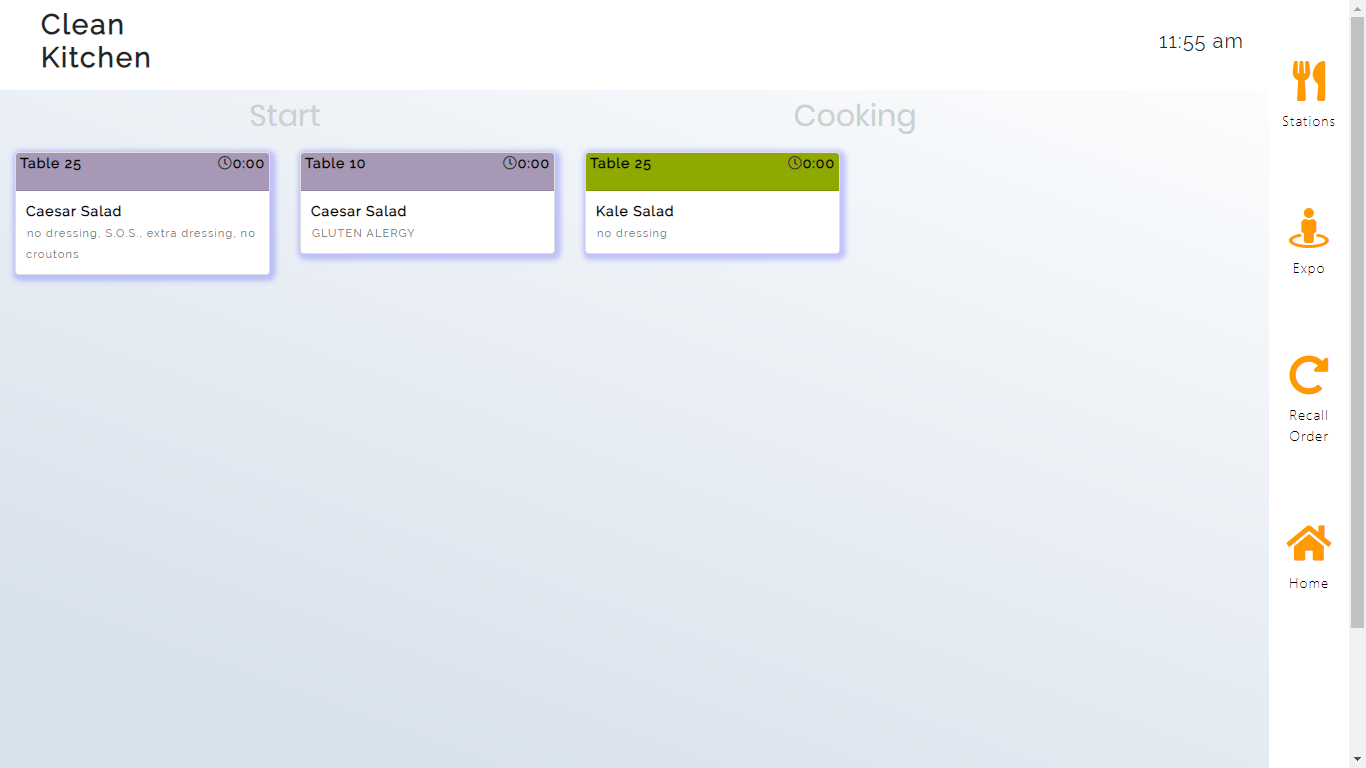 Clean
Kitchen
11:55 am
Start
Cooking
Table 25 0:00
Caesar Salad
no dressing, S.O.S., extra dressing, no
croutons
Table 10 0:00
Caesar Salad
GLUTEN ALERGY
Table 25 0:00
Kale Salad
no dressing
Stations
Expo
Recall
Order
Home